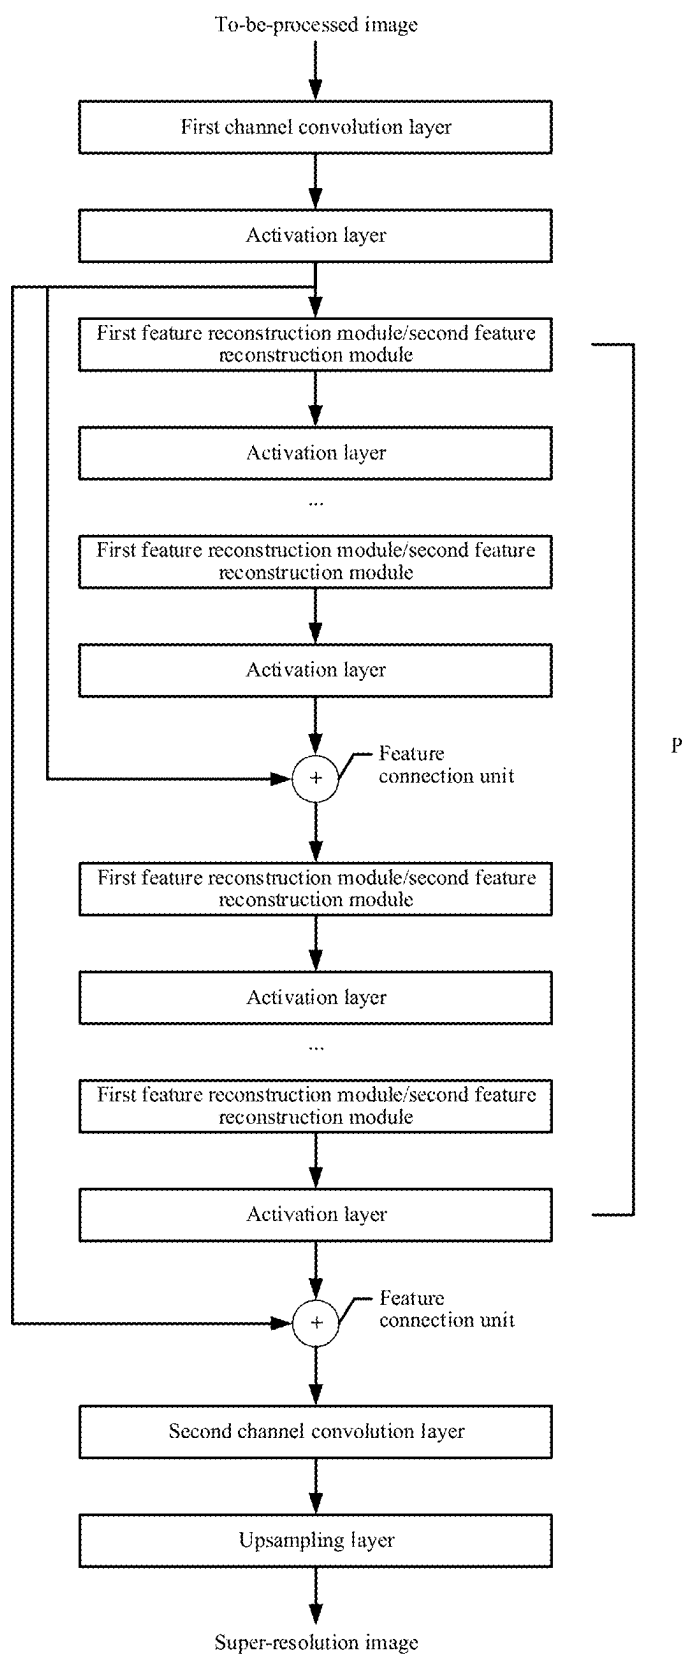 To-be-processed image
First channel convolution layer
Activation layer
First feature reconstruction module/second feature
reconstruction module
Activation layer
...
First feature reconstruction module/second feature
reconstruction module
Activation layer
+
Feature
connection unit
P
First feature reconstruction module/second feature
reconstruction module
Activation layer
...
First feature reconstruction module/second feature
reconstruction module
Activation layer
+
Feature
connection unit
Second channel convolution layer
Upsampling layer
Super-resolution image